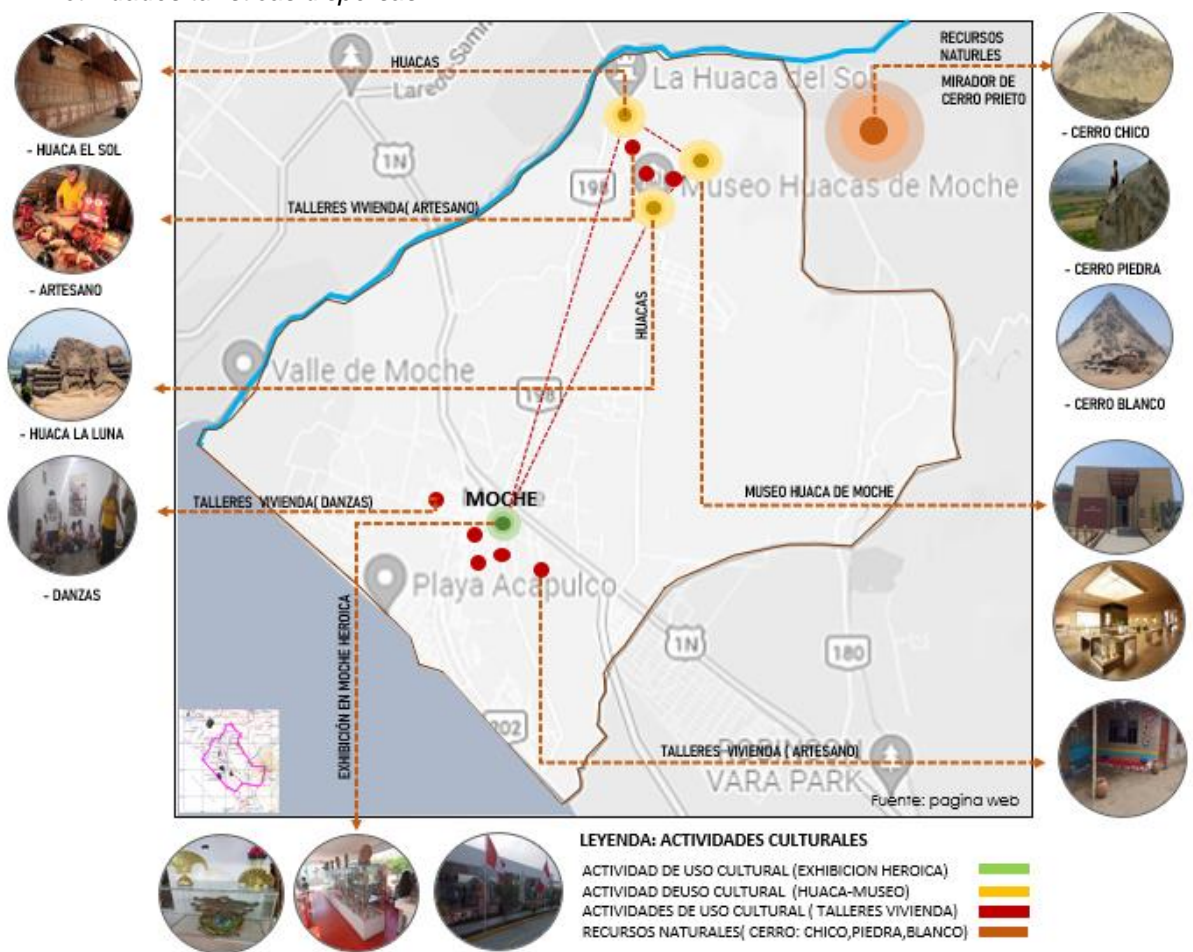 HUACAS
La Huaca del Sol
RECURSOS
NATURLES
MIRADOR DE
CERRO PRIETO
- HUACA EL SOL
- CERRO CHICO
1N
198
Museo Huacas de Moche
TALLERES VIVIENDA( ARTESANO)
- ARTESANO
- CERRO PIEDRA
HUACAS
Valle de Moche
198
- HUACA LA LUNA
- CERRO BLANCO
TALLERES VIVIENDA( DANZAS)
MOCHE
MUSEO HUACA DE MOCHE
- DANZAS
Playa Acapulco
EXHIBICIÓN EN MOCHE HEROICA
1N
180
202
TALLERES VIVIENDA ( ARTESANO)
VARA PARK
Fuente: pagina web
LEYENDA: ACTIVIDADES CULTURALES
ACTIVIDAD DE USO CULTURAL (EXHIBICION HEROICA)
ACTIVIDAD DEUSO CULTURAL (HUACA-MUSEO)
ACTIVIDADES DE USO CULTURAL ( TALLERES VIVIENDA)
RECURSOS NATURALES( CERRO: CHICO,PIEDRA,BLANCO)